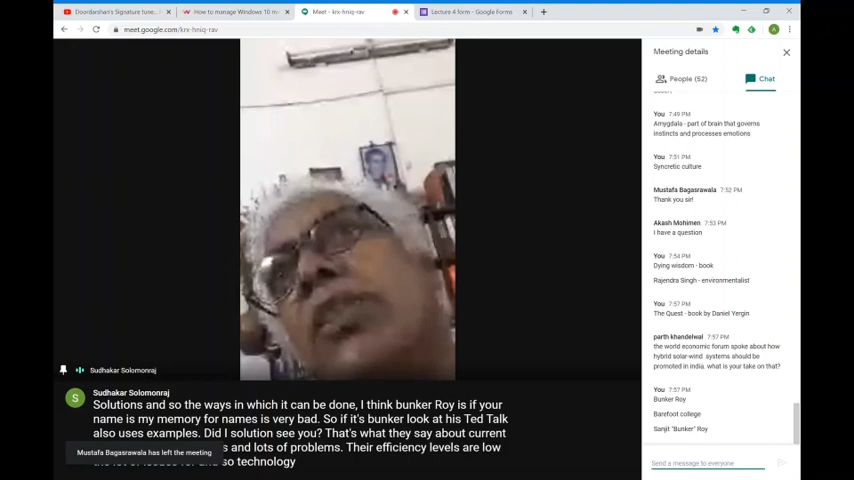 Doordarshan's Signature tune...
How to manage Windows 10 n
Meet - krx-hniq-rav
Lecture 4 form - Google Forms
meet.google.com/krx-hniq-rav
A
Meeting details
People (52)
Chat
You 7:49 PM
Amygdala - part of brain that governs
instincts and processes emotions
You 7:51 PM
Syncretic culture
Mustafa Bagasrawala 7:52 PM
Thank you sir!
Akash Mohimen 7:53 PM
I have a question
You 7:54 PM
Dying wisdom - book
Rajendra Singh - environmentalist
You 7:57 PM
The Quest - book by Daniel Yergin
parth khandelwal 7:57 PM
the world economic forum spoke about how
hybrid solar-wind systems should be
promoted in india. what is your take on that?
You 7:57 PM
Bunker Roy
Barefoot college
Sanjit "Bunker" Roy
Send a message to everyone
Sudhakar Solomonraj
S
Sudhakar Solomonraj
Solutions and so the ways in which it can be done, I think bunker Roy is if your
name is my memory for names is very bad. So if it's bunker look at his Ted Talk
also uses examples. Did I solution see you? That's what they say about current
s and lots of problems. Their efficiency levels are low
so technology
Mustafa Bagasrawala has left the meeting